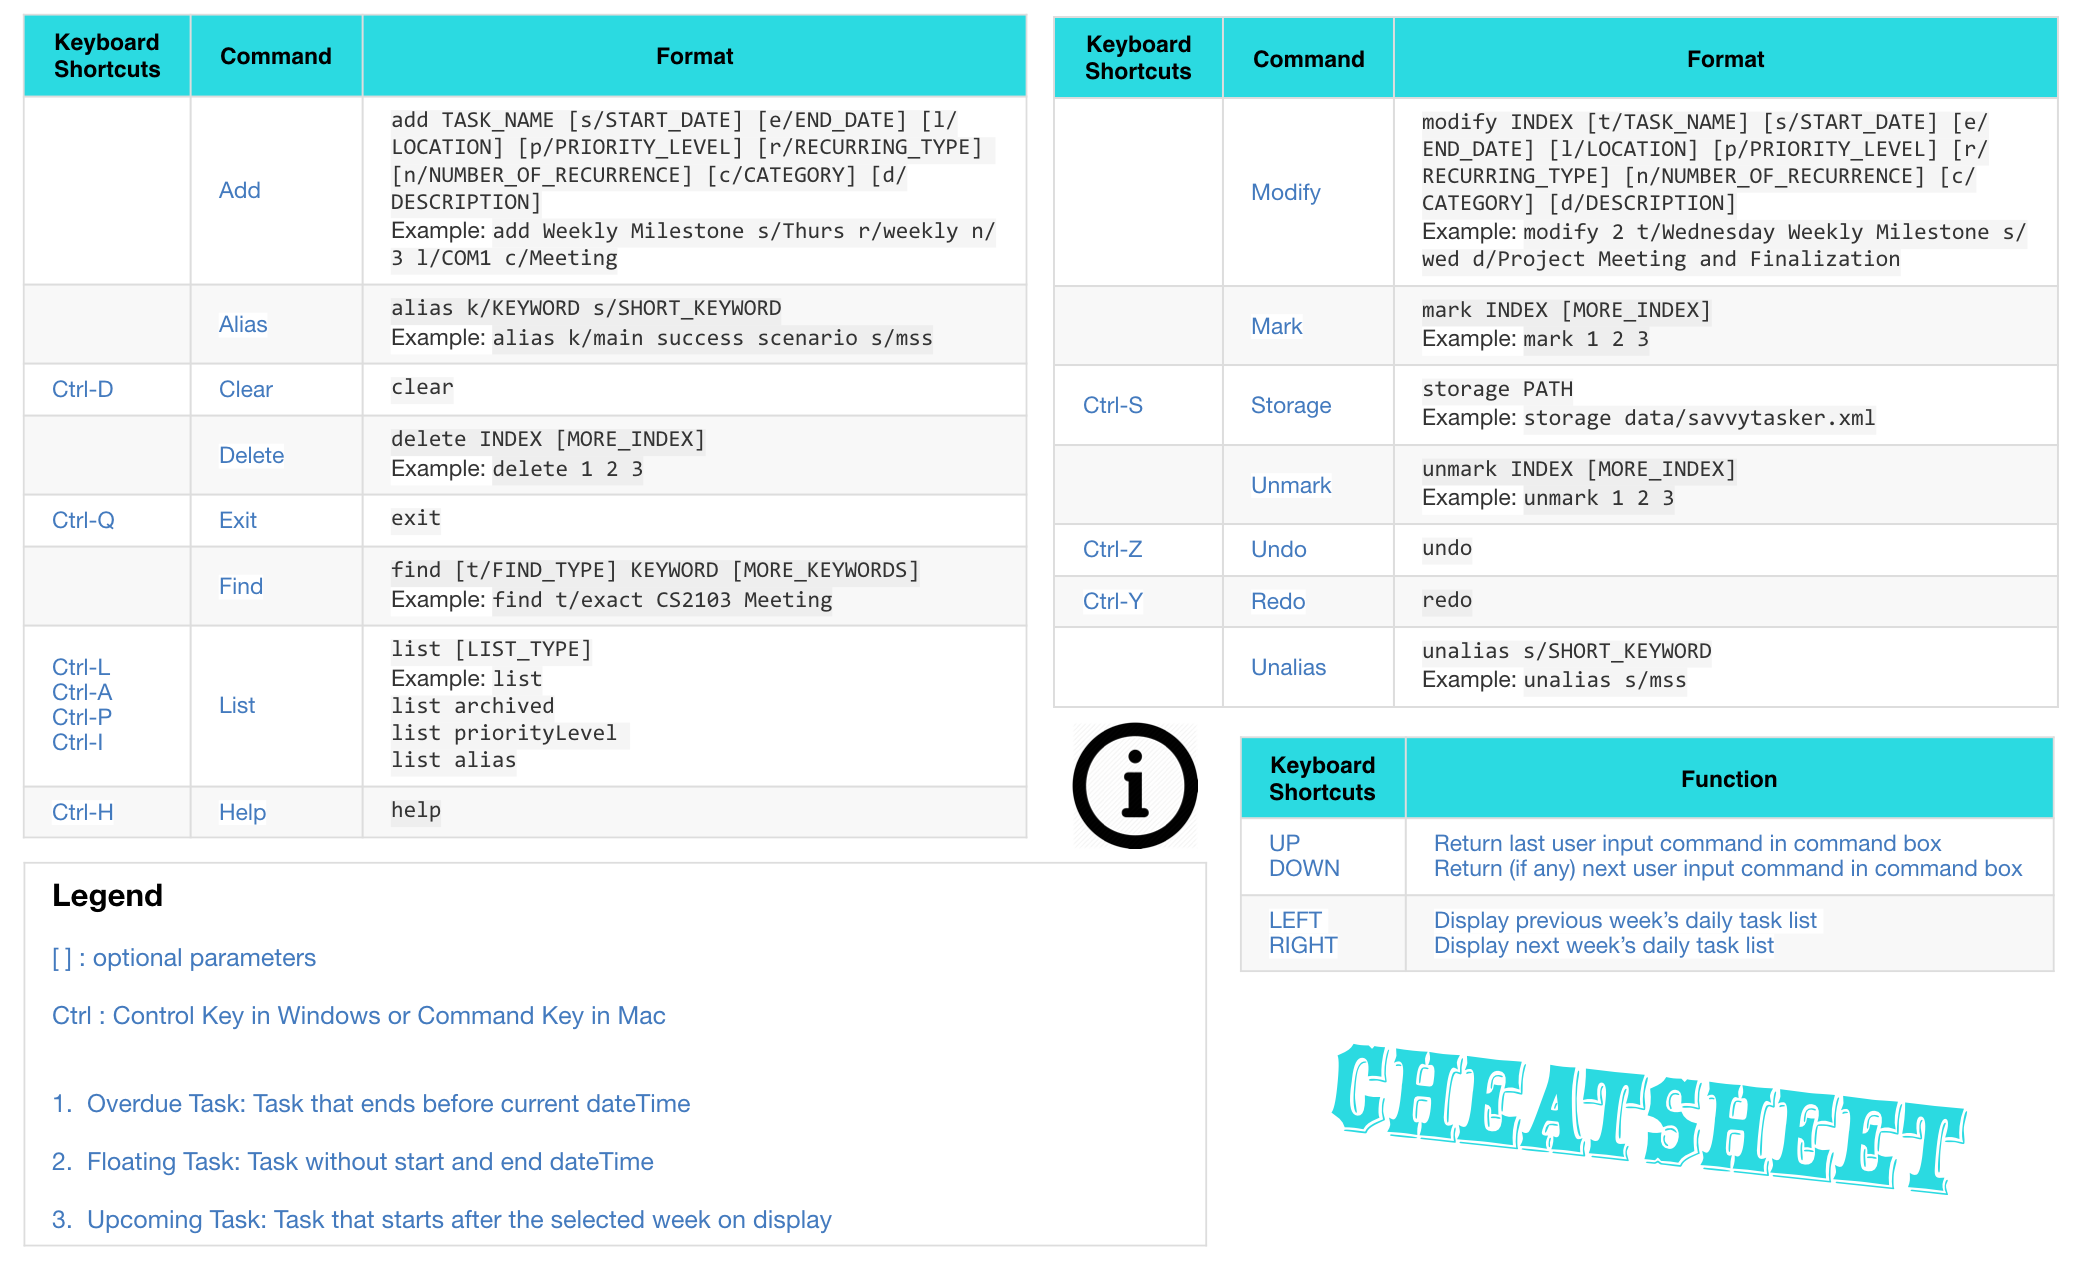 Keyboard Shortcuts Command Format
add TASK_NAME [s/START_DATE] [e/END_DATE] [l/
LOCATION] [p/PRIORITY_LEVEL] [r/RECURRING_TYPE]
[n/NUMBER_OF_RECURRENCE] [c/CATEGORY] [d/
Add
DESCRIPTION]
Example: add Weekly Milestone s/Thurs r/weekly n/
3 l/COM1 c/Meeting
Alias
alias k/KEYWORD s/SHORT_KEYWORD
Example: alias k/main success scenario s/mss
Ctrl-D Clear clear
Delete
delete INDEX [MORE_INDEX]
Example: delete 1 2 3
Ctrl-Q Exit exit
Find
find [t/FIND_TYPE] KEYWORD [MORE_KEYWORDS]
Example: find t/exact CS2103 Meeting
Ctrl-L
Ctrl-A
Ctrl-P
Ctrl-I
List
list [LIST_TYPE]
Example: list
list archived
list priorityLevel
list alias
Ctrl-H Help help
Keyboard Shortcuts Command Format
Modify
modify INDEX [t/TASK_NAME] [s/START_DATE] [e/
END_DATE] [l/LOCATION] [p/PRIORITY_LEVEL] [r/
RECURRING_TYPE] [n/NUMBER_OF_RECURRENCE] [c/
CATEGORY] [d/DESCRIPTION]
Example: modify 2 t/Wednesday Weekly Milestone s/
wed d/Project Meeting and Finalization
Mark
mark INDEX [MORE_INDEX]
Example: mark 1 2 3
Ctrl-S Storage
storage PATH
Example: storage data/savvytasker.xml
Unmark
unmark INDEX [MORE_INDEX]
Example: unmark 1 2 3
Ctrl-Z Undo undo
Ctrl-Y Redo redo
Unalias
unalias s/SHORT_KEYWORD
Example: unalias s/mss
i
Keyboard Shortcuts Function
UP Return last user input command in command box
DOWN Return (if any) next user input command in command box
LEFT Display previous week’s daily task list
RIGHT Display next week’s daily task list
Legend
[ ] : optional parameters
Ctrl : Control Key in Windows or Command Key in Mac
1. Overdue Task: Task that ends before current dateTime
2. Floating Task: Task without start and end dateTime
3. Upcoming Task: Task that starts after the selected week on display
CHEATSHEET